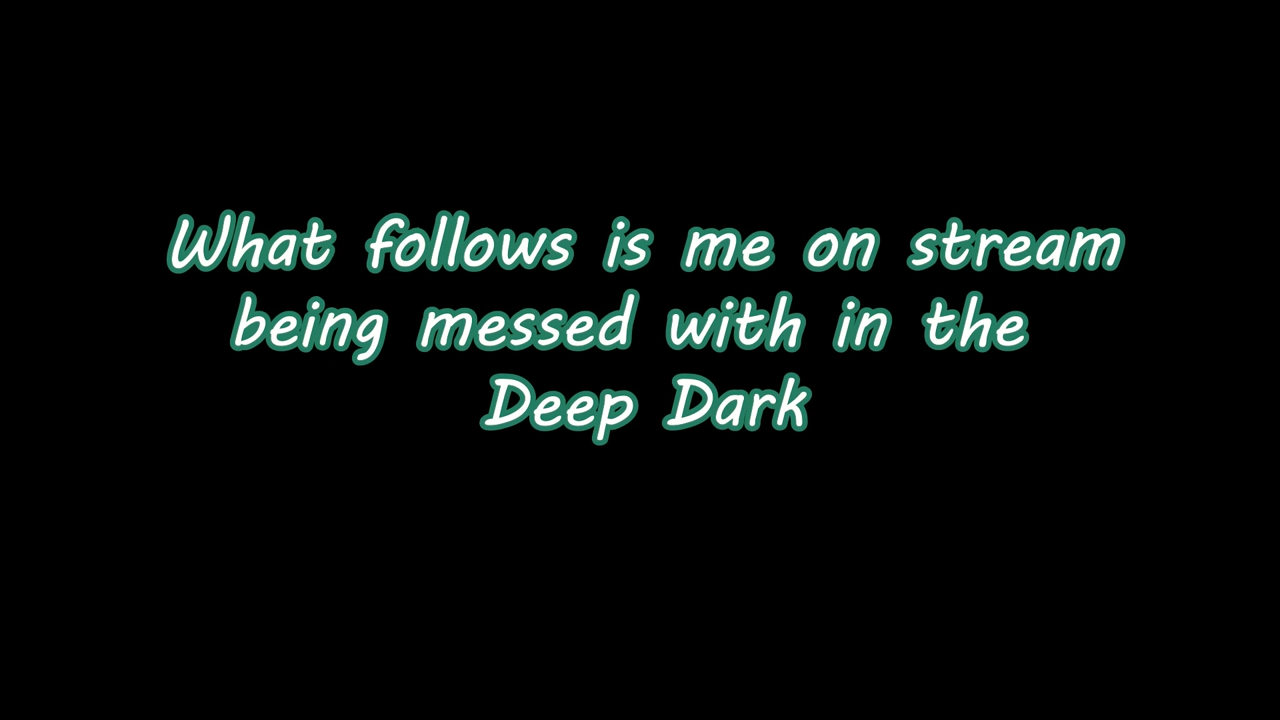 What follows is me on stream
being messed with in the
Deep Dark